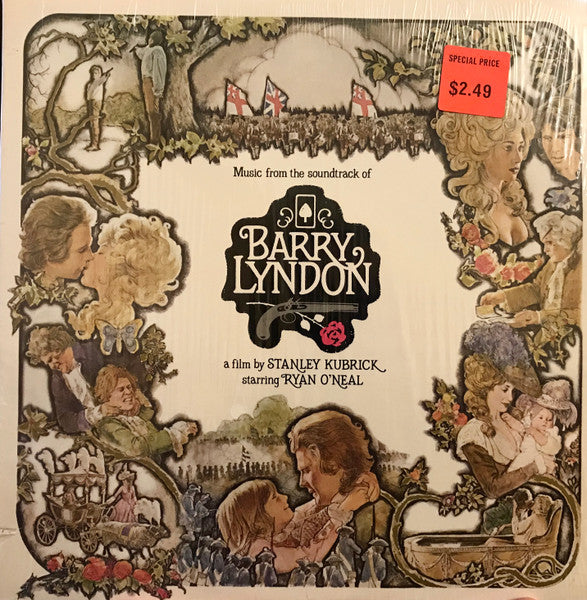 SPECIAL PRICE
$2.49
Music from the soundtrack of
BARRY
LYNDON
a film by STANLEY KUBRICK
starring RYAN O'NEAL